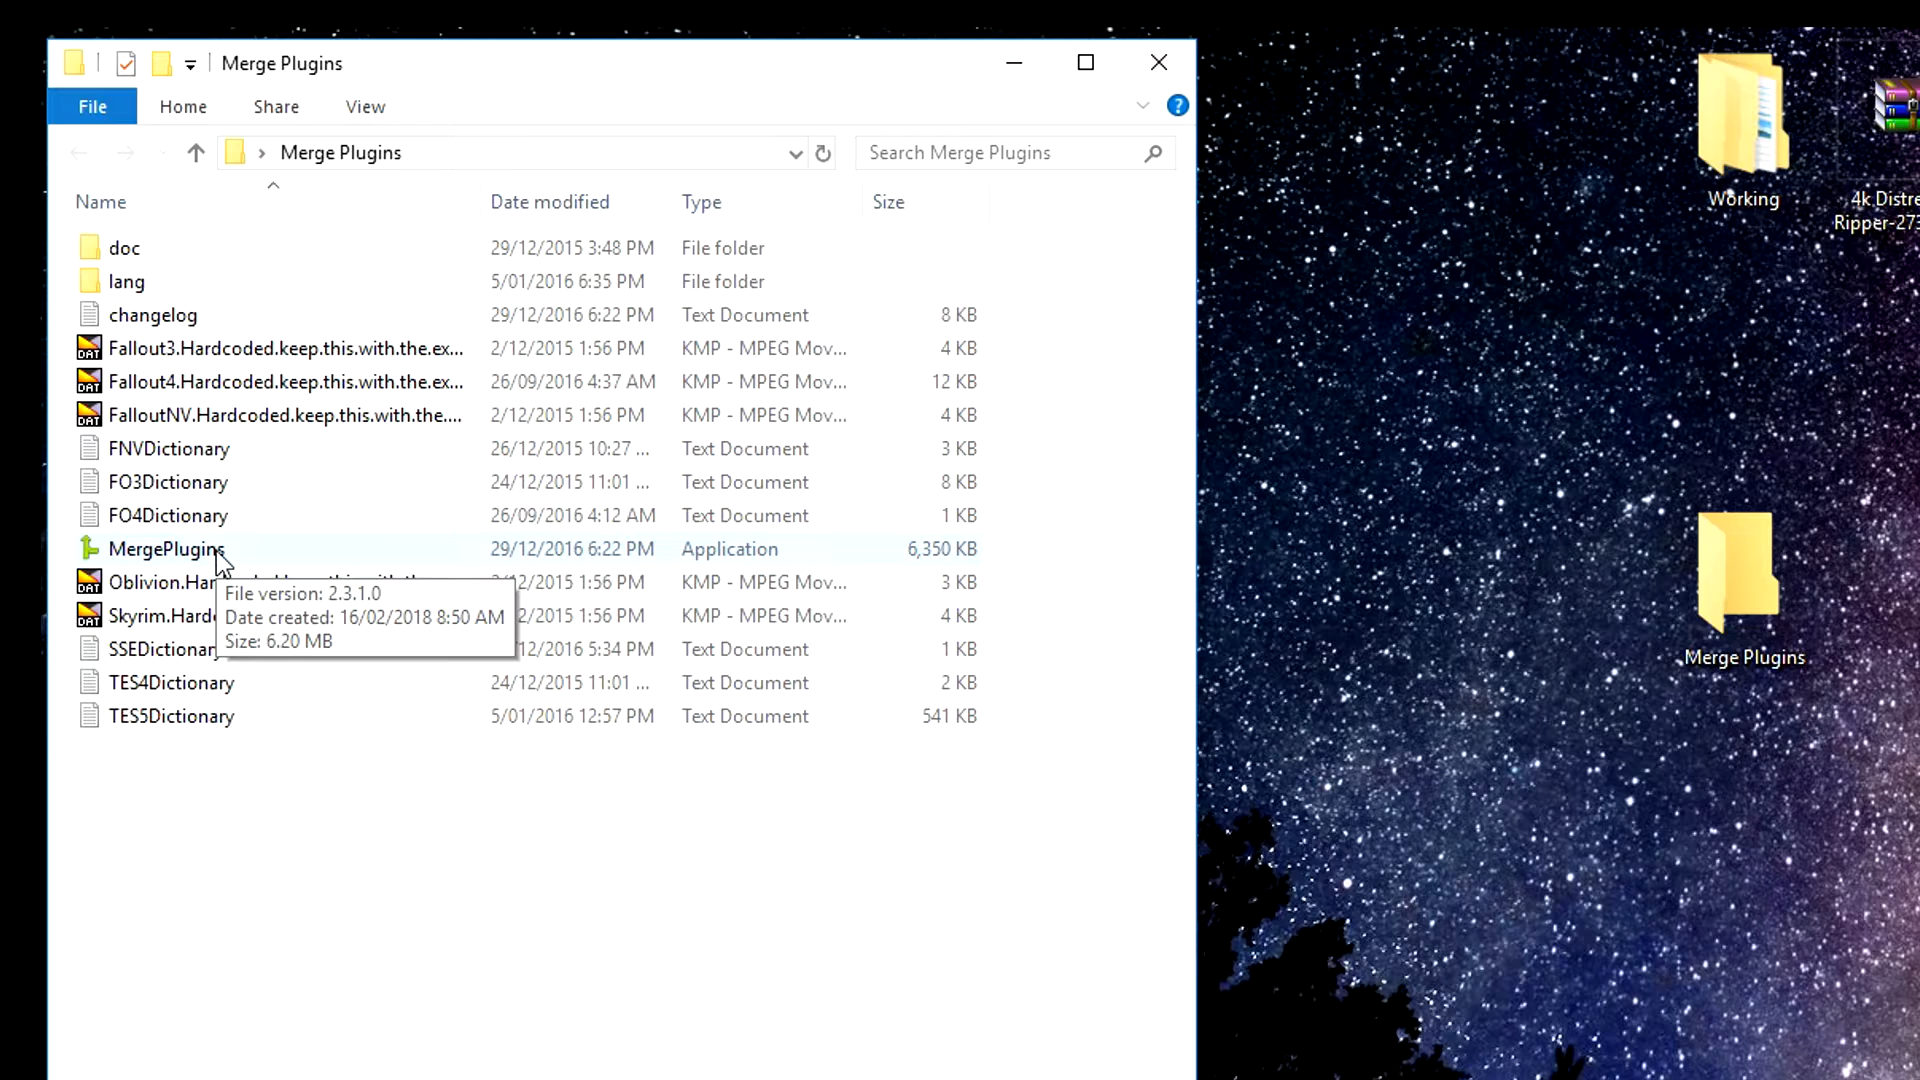 Merge Plugins
File Home Share View
Merge Plugins
Search Merge Plugins
Name Date modified Type Size
doc 29/12/2015 3:48 PM File folder
lang 5/01/2016 6:35 PM File folder
changelog 29/12/2016 6:22 PM Text Document 8 KB
DAT Fallout3.Hardcoded.keep.this.with.the.ex... 2/12/2015 1:56 PM KMP - MPEG Mov... 4 KB
DAT Fallout4.Hardcoded.keep.this.with.the.ex... 26/09/2016 4:37 AM KMP - MPEG Mov... 12 KB
DAT FalloutNV.Hardcoded.keep.this.with.the.... 2/12/2015 1:56 PM KMP - MPEG Mov... 4 KB
FNVDictionary 26/12/2015 10:27 ... Text Document 3 KB
FO3Dictionary 24/12/2015 11:01 ... Text Document 8 KB
FO4Dictionary 26/09/2016 4:12 AM Text Document 1 KB
MergePlugins 29/12/2016 6:22 PM Application 6,350 KB
DAT Oblivion.Har 1:56 PM KMP - MPEG Mov... 3 KB
DAT Skyrim.Hard 2/2015 1:56 PM KMP - MPEG Mov... 4 KB
SSEDictionary 5:34 PM Text Document 1 KB
TES4Dictionary 24/12/2015 11:01 ... Text Document 2 KB
TES5Dictionary 5/01/2016 12:57 PM Text Document 541 KB
File version: 2.3.1.0
Date created: 16/02/2018 8:50 AM
Size: 6.20 MB
Working
4k Distre
Ripper-273
Merge Plugins